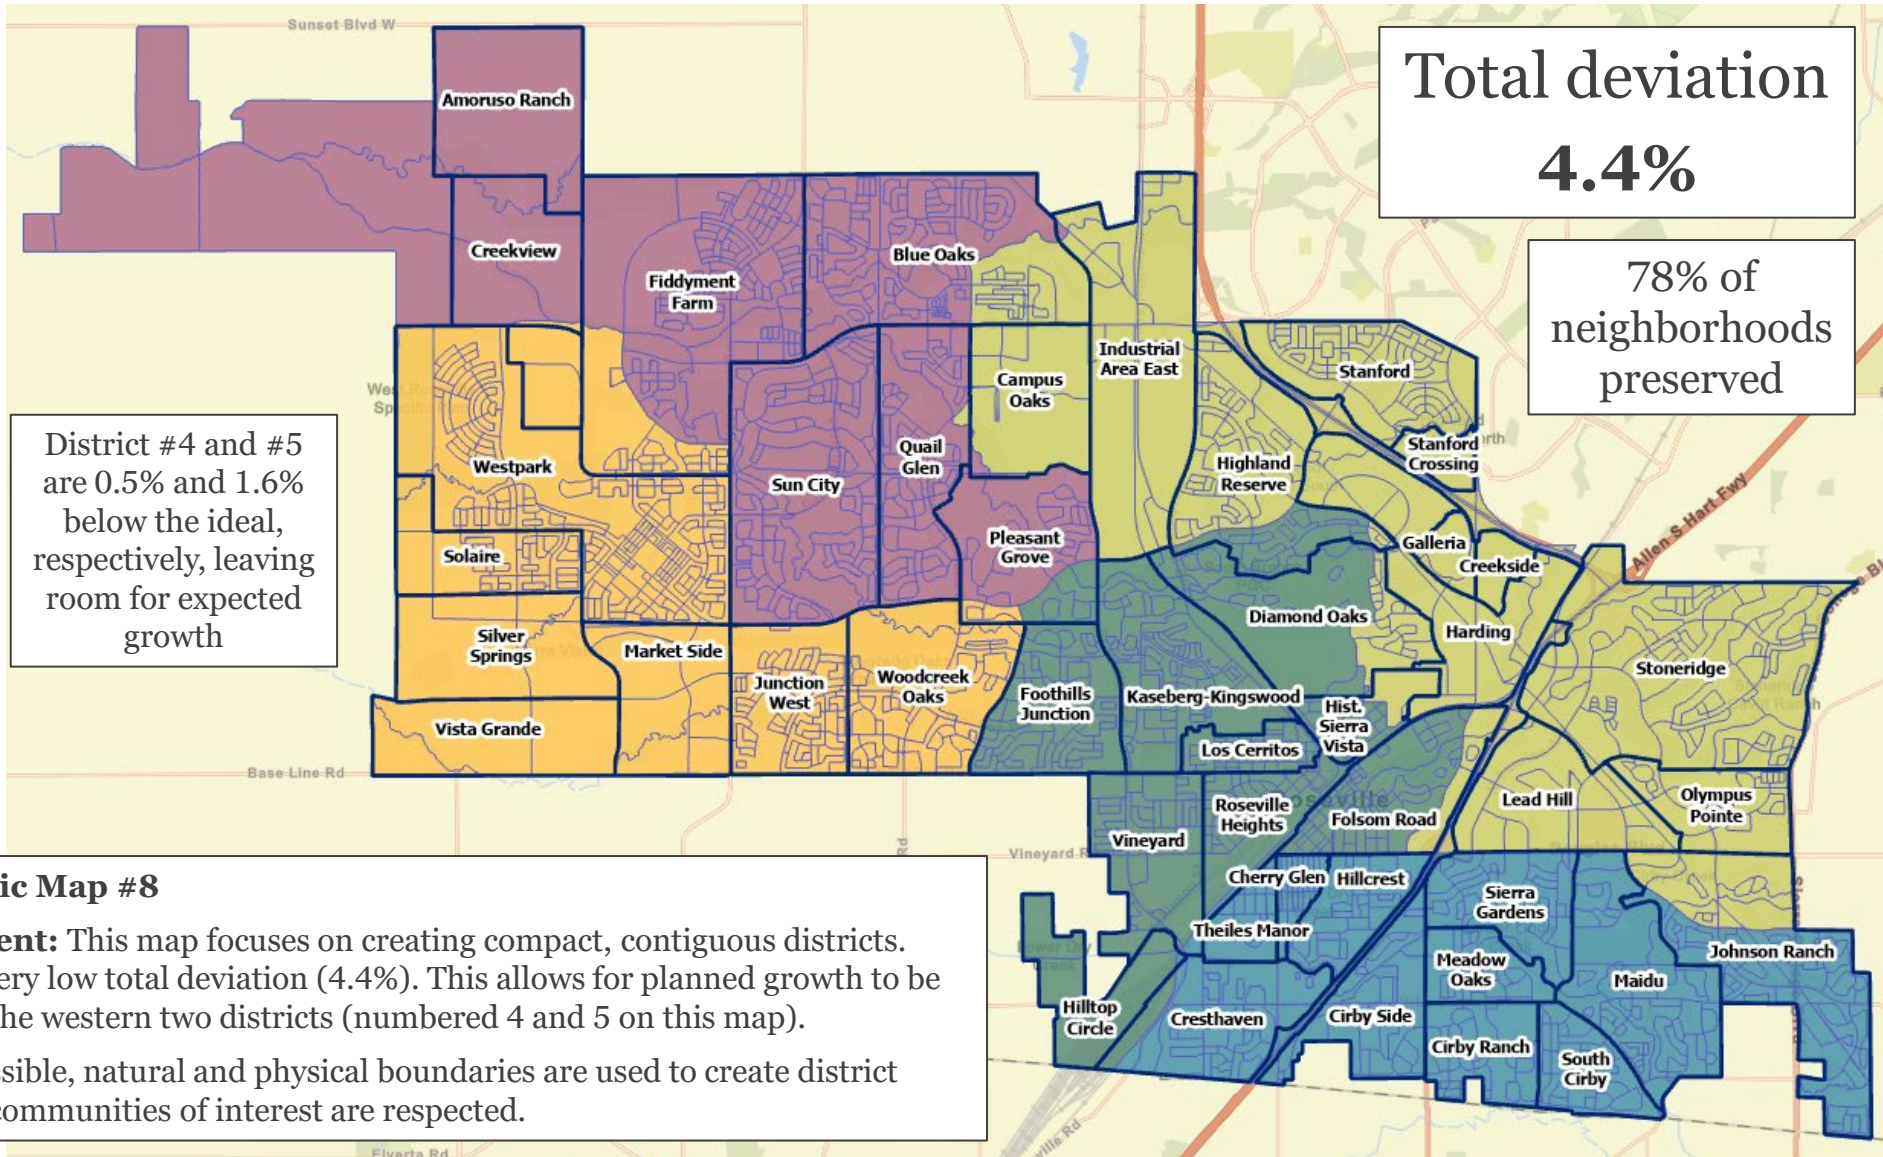 Sunset Blvd W
Total deviation
4.4%
78% of
neighborhoods
preserved
District #4 and #5
are 0.5% and 1.6%
below the ideal,
respectively, leaving
room for expected
growth
Amoruso Ranch
Creekview
Fiddyment
Farm
Blue Oaks
Industrial
Area East
Campus
Oaks
Stanford
Stanford
Crossing
Highland
Reserve
Westpark
Sun City
Quail
Glen
Pleasant
Grove
Galleria
Creekside
Allen S Hart Fwy
Solaire
Silver
Springs
Market Side
Diamond Oaks
Harding
Stoneridge
Junction
West
Woodcreek
Oaks
Foothills
Junction
Kaseberg-Kingswood
Hist.
Sierra
Vista
Los Cerritos
Vista Grande
Base Line Rd
Rd
Vineyard R
Vineyard
Roseville
Heights
Folsom Road
Lead Hill
Olympus
Pointe
Cherry Glen
Hillcrest
Sierra
Gardens
Theiles Manor
Meadow
Oaks
Maidu
Johnson Ranch
Hilltop
Circle
Cresthaven
Cirby Side
Cirby Ranch
South
Cirby
ic Map #8
ent: This map focuses on creating compact, contiguous districts.
ery low total deviation (4.4%). This allows for planned growth to be
he western two districts (numbered 4 and 5 on this map).
ssible, natural and physical boundaries are used to create district
communities of interest are respected.
ville Rd
Elverta Rd